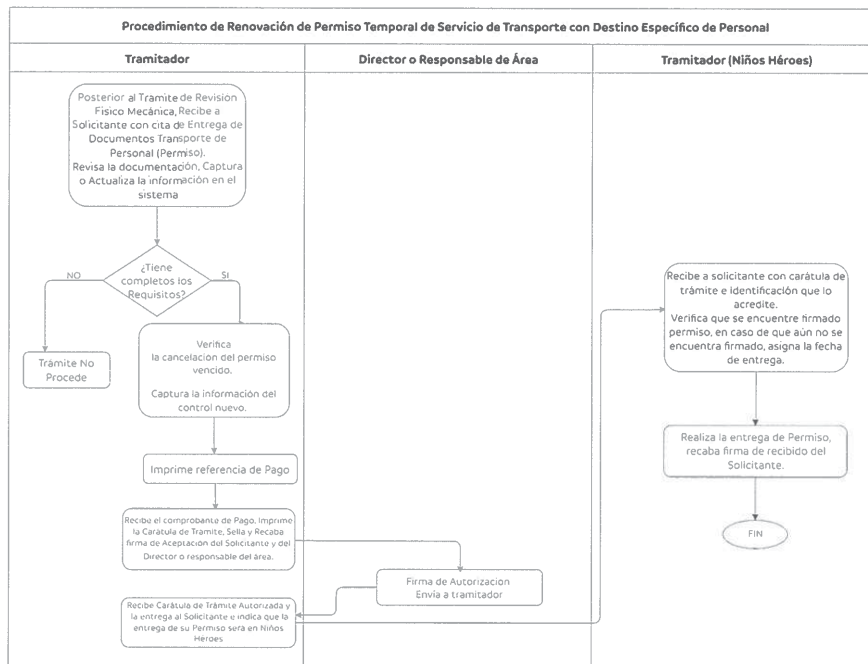 Procedimiento de Renovación de Permiso Temporal de Servicio de Transporte con Destino Específico de Personal
Tramitador
Director o Responsable de Área
Tramitador (Niños Héroes)
Posterior al Trámite de Revisión
Físico Mecánica, Recibe a
Solicitante con cita de Entrega de
Documentos Transporte de
Personal (Permiso).
Revisa la documentación, Captura
o Actualiza la información en el
sistema
¿Tiene
completos los
Requisitos?
NO
SI
Trámite No
Procede
Verifica
la cancelación del permiso
vencido.
Captura la información del
control nuevo.
Imprime referencia de Pago
Recibe el comprobante de Pago, Imprime
la Carátula de Trámite, Sella y Recaba
firma de Aceptación del Solicitante y del
Director o responsable del área.
Firma de Autorizacion
Envía a tramitador
Recibe Carátula de Trámite Autorizada y
la entrega al Solicitante e indica que la
entrega de su Permiso será en Niños
Héroes
Recibe a solicitante con carátula de
trámite e identificación que lo
acredite.
Verifica que se encuentre firmado
permiso, en caso de que aún no se
encuentra firmado, asigna la fecha
de entrega.
Realiza la entrega de Permiso,
recaba firma de recibido del
Solicitante.
FIN